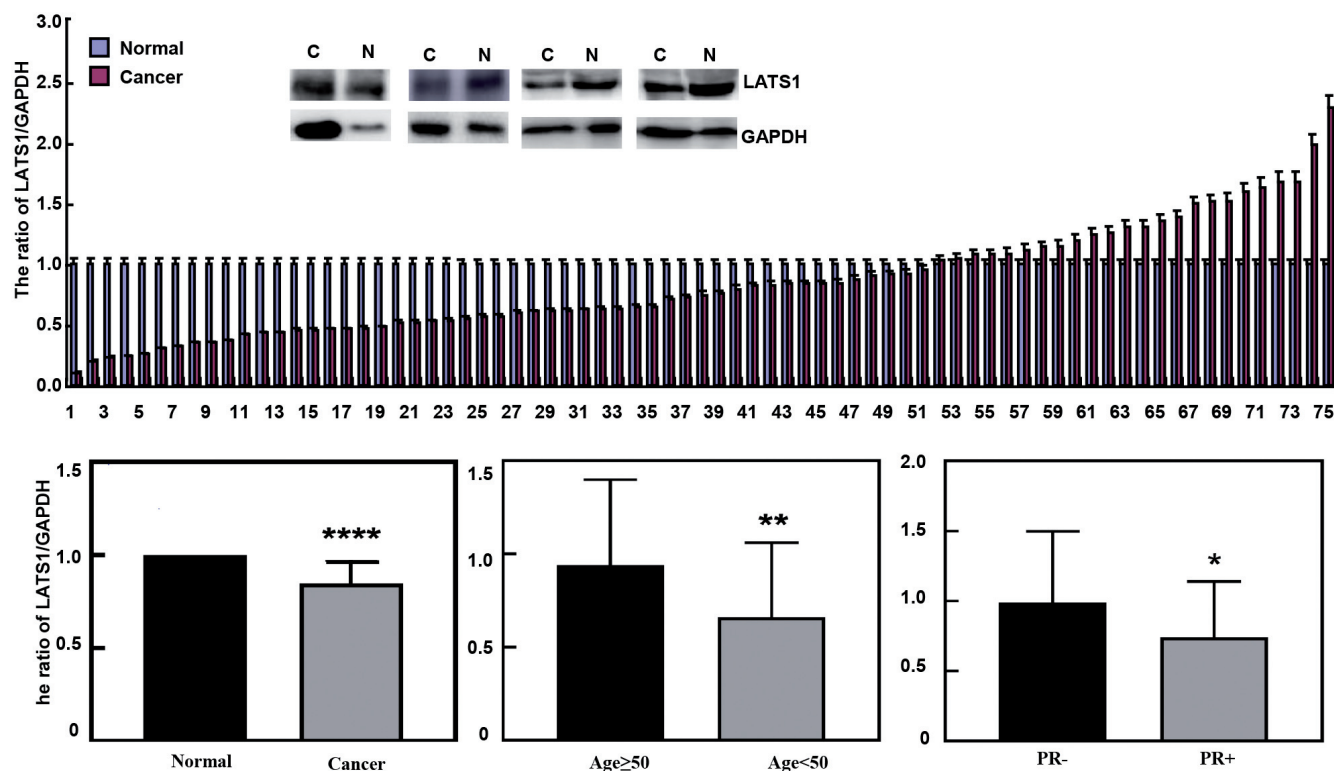 3.0
2.5
2.0
1.5
1.0
0.5
0.0
The ratio of LATS1/GAPDH
Normal
Cancer
C N C N C N C N
LATS1
GAPDH
1 3 5 7 9 11 13 15 17 19 21 23 25 27 29 31 33 35 37 39 41 43 45 47 49 51 53 55 57 59 61 63 65 67 69 71 73 75
he ratio of LATS1/GAPDH
1.5
1.0
0.5
0
****
Normal Cancer
1.5
1.0
0.5
0
**
Age≥50 Age<50
2.0
1.5
1.0
0.5
0
*
PR- PR+